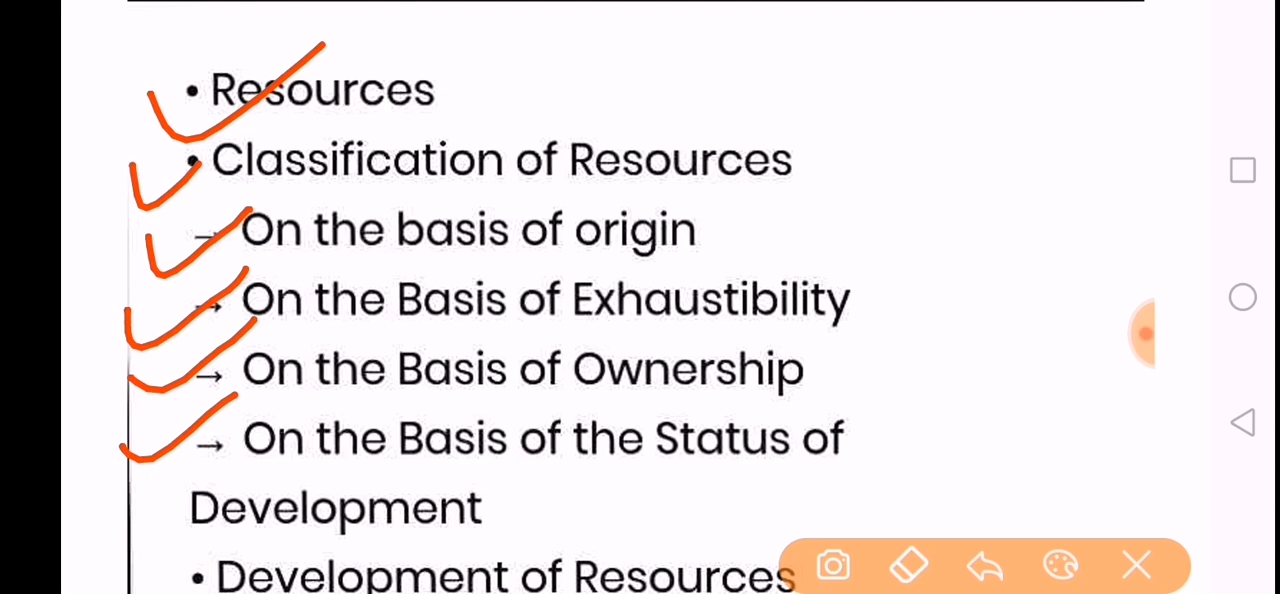 • Resources
• Classification of Resources
→ On the basis of origin
→ On the Basis of Exhaustibility
→ On the Basis of Ownership
→ On the Basis of the Status of
Development
• Development of Resources